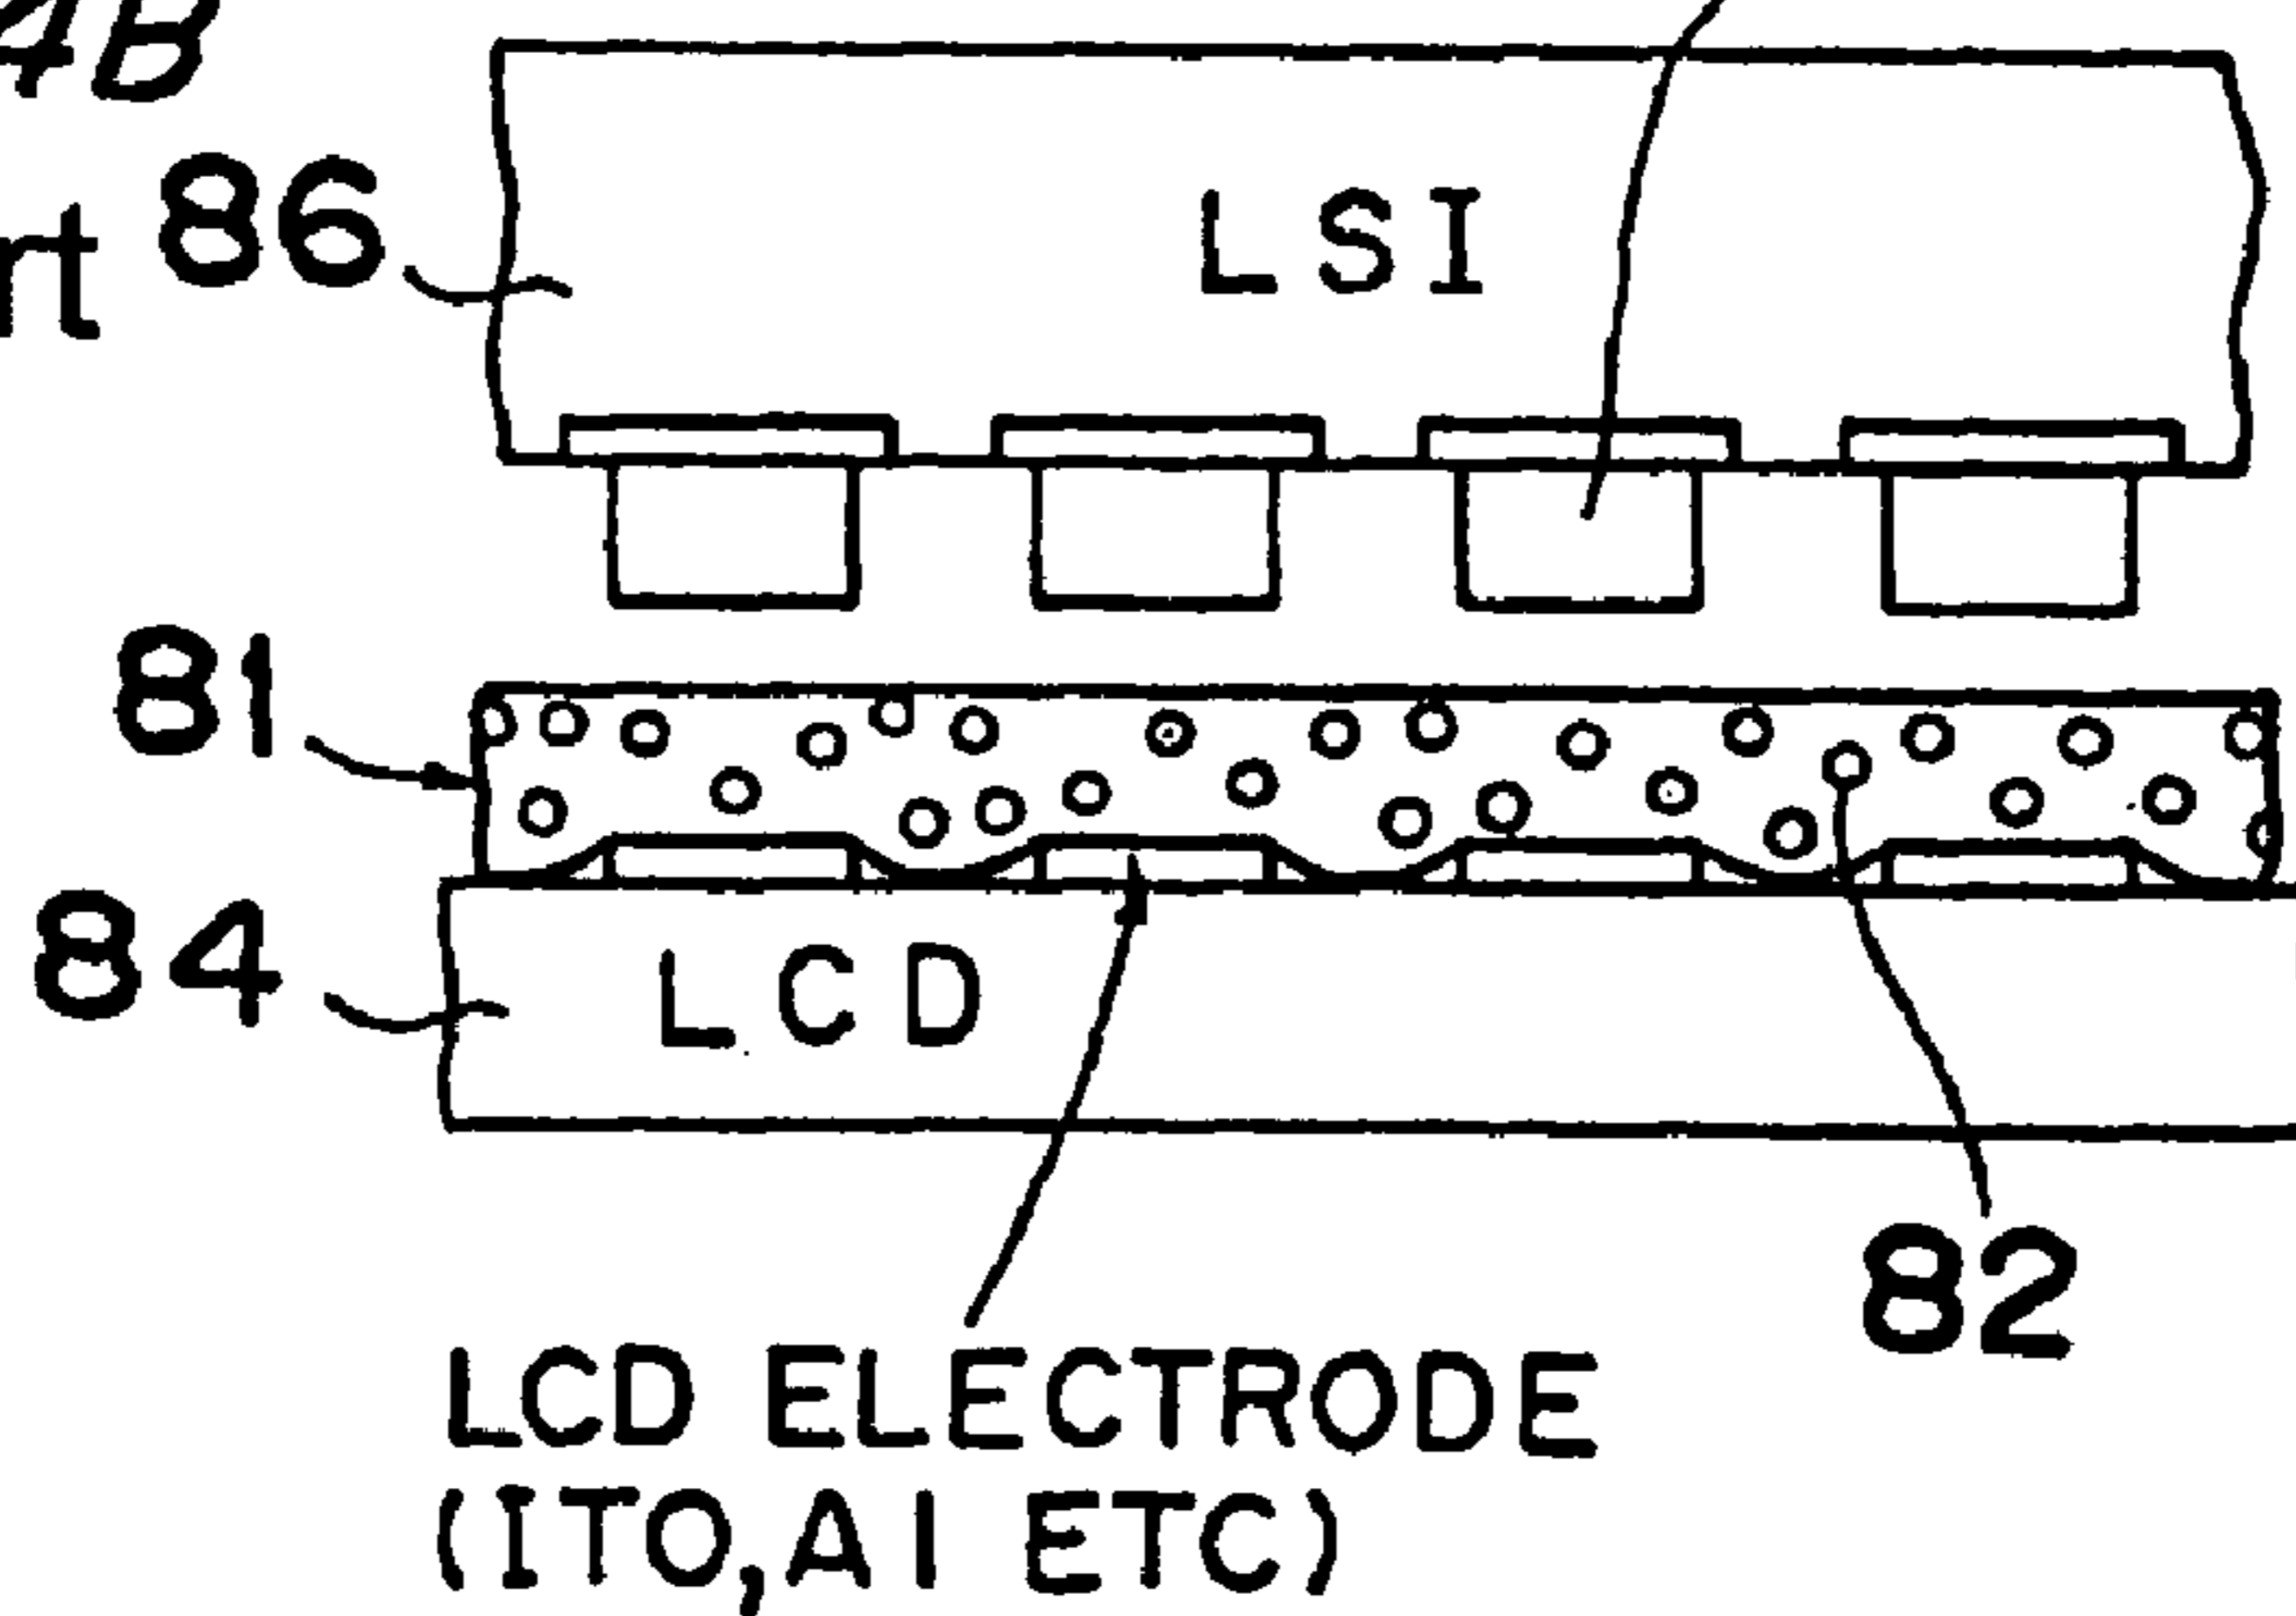 4B
rt 86
LSI
81
84
LCD
82
LCD ELECTRODE
(ITO,Al ETC)